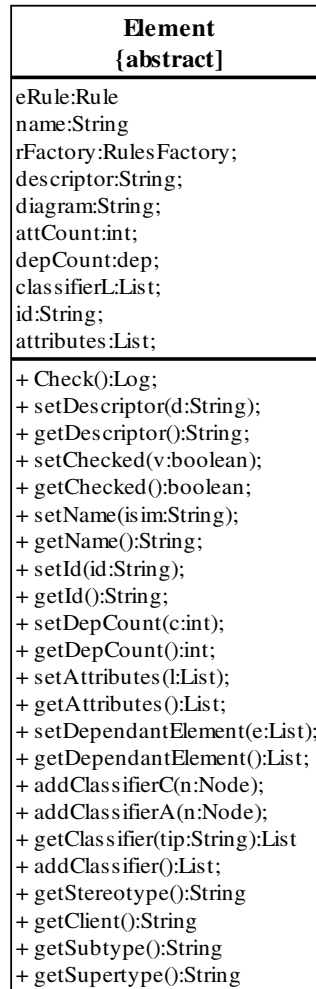 Element
{abstract]
eRule:Rule
name:String
rFactory:RulesFactory;
descriptor:String;
diagram:String;
attCount:int;
depCount:dep;
classifierL:List;
id:String;
attributes:List;
+ Check():Log;
+ setDescriptor(d:String);
+ getDescriptor():String;
+ setChecked(v:boolean);
+ getChecked():boolean;
+ setName(isim:String);
+ getName():String;
+ setId(id:String);
+ getId():String;
+ setDepCount(c:int);
+ getDepCount():int;
+ setAttributes(l:List);
+ getAttributes():List;
+ setDependantElement(e:List);
+ getDependantElement():List;
+ addClassifierC(n:Node);
+ addClassifierA(n:Node);
+ getClassifier(tip:String):List
+ addClassifier():List;
+ getStereotype():String
+ getClient():String
+ getSubtype():String
+ getSupertype():String